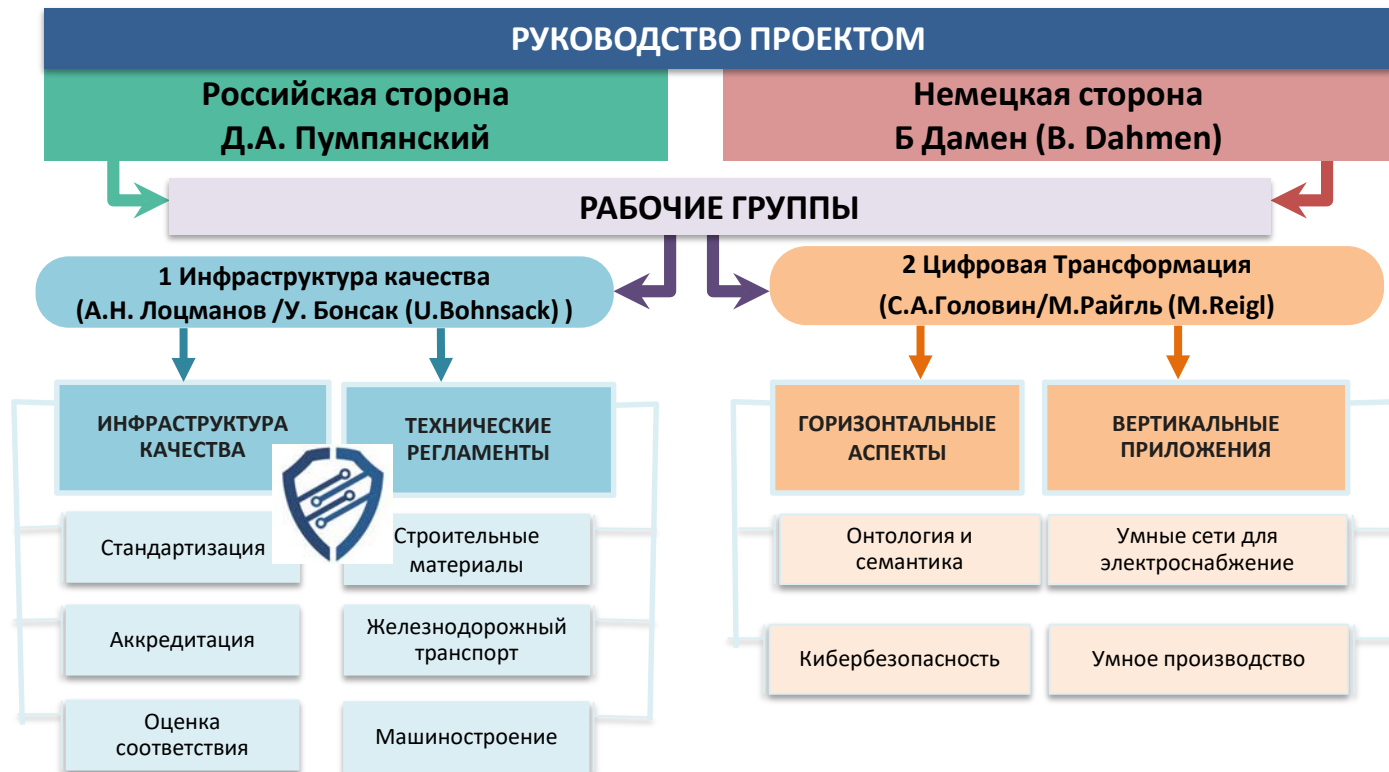 РУКОВОДСТВО ПРОЕКТОМ
Российская сторона
Д.А. Пумпянский
Немецкая сторона
Б Дамен (B. Dahmen)
РАБОЧИЕ ГРУППЫ
1 Инфраструктура качества
(А.Н. Лоцманов /У. Бонсак (U.Bohnsack) )
2 Цифровая Трансформация
(С.А.Головин/М.Райгль (M.Reigl)
ИНФРАСТРУКТУРА
КАЧЕСТВА
ТЕХНИЧЕСКИЕ
РЕГЛАМЕНТЫ
ГОРИЗОНТАЛЬНЫЕ
АСПЕКТЫ
ВЕРТИКАЛЬНЫЕ
ПРИЛОЖЕНИЯ
Стандартизация
Строительные
материалы
Онтология и
семантика
Умные сети для
электроснабжение
Аккредитация
Железнодорожный
транспорт
Кибербезопасность
Умное производство
Оценка
соответствия
Машиностроение